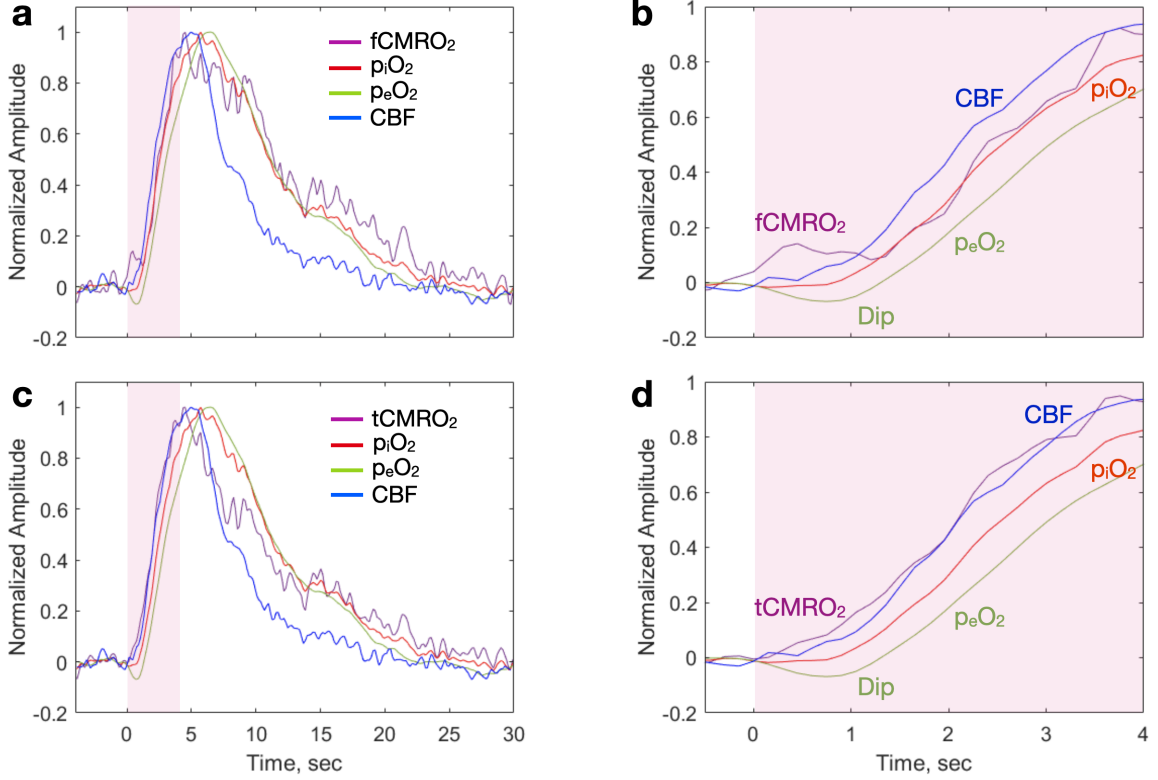 a
Normalized Amplitude
1
0.8
0.6
0.4
0.2
0
-0.2
fCMRO₂
pᵢO₂
pₑO₂
CBF
0
5
10
15
20
25
30
b
Normalized Amplitude
1
0.8
0.6
0.4
0.2
0
-0.2
CBF
pᵢO₂
fCMRO₂
pₑO₂
Dip
0
1
2
3
4
c
Normalized Amplitude
1
0.8
0.6
0.4
0.2
0
-0.2
tCMRO₂
pᵢO₂
pₑO₂
CBF
0
5
10
15
20
25
30
Time, sec
d
Normalized Amplitude
1
0.8
0.6
0.4
0.2
0
-0.2
CBF
pᵢO₂
tCMRO₂
pₑO₂
Dip
0
1
2
3
4
Time, sec